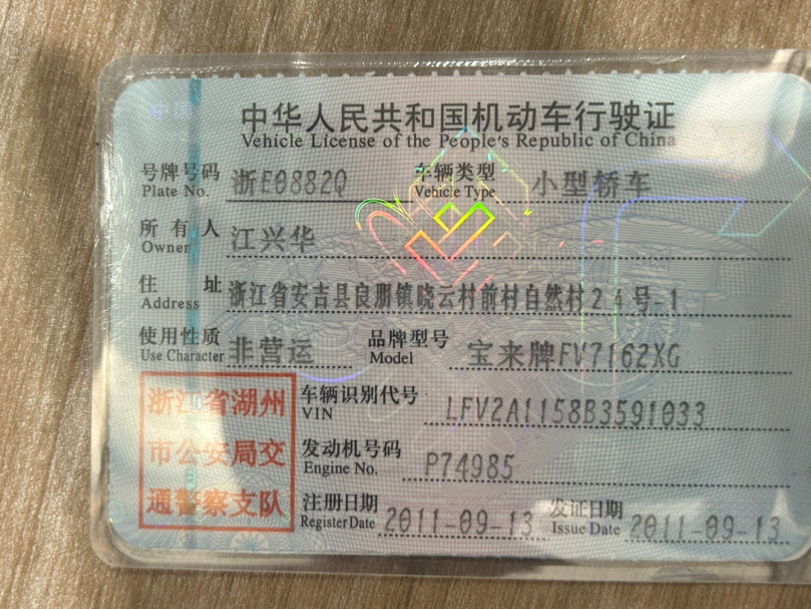 中华人民共和国机动车行驶证
Vehicle License of the People's Republic of China
号牌号码 浙E0882Q 车辆类型 小型轿车
Plate No. Vehicle Type
所有人 江兴华
Owner
住址 浙江省安吉县良朋镇晓云村前村自然村24号-1
Address
使用性质 非营运 品牌型号 宝来牌FV7162XG
Use Character Model
浙江省湖州 车辆识别代号 LFV2A1158B3591033
VIN
市公安局交 发动机号码 P74985
Engine No.
通警察支队 注册日期 2011-09-13 发证日期 2011-09-13
Register Date Issue Date